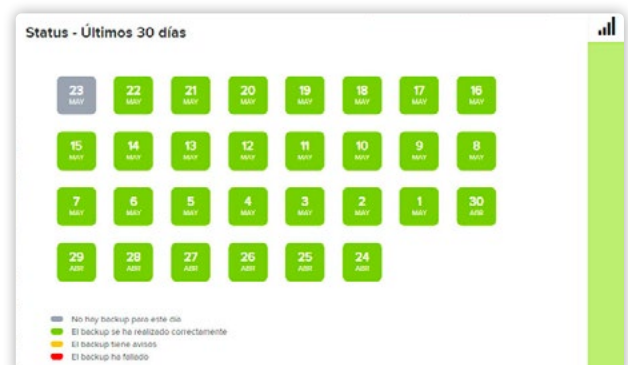 Status - Últimos 30 días
23 22 21 20 19 18 17 16
MAY MAY MAY MAY MAY MAY MAY MAY
15 14 13 12 11 10 9 8
MAY MAY MAY MAY MAY MAY MAY MAY
7 6 5 4 3 2 1 30
MAY MAY MAY MAY MAY MAY MAY ABR
29 28 27 26 25 24
ABR ABR ABR ABR ABR ABR
No hay backup para este día
El backup se ha realizado correctamente
El backup tiene avisos
El backup ha fallado